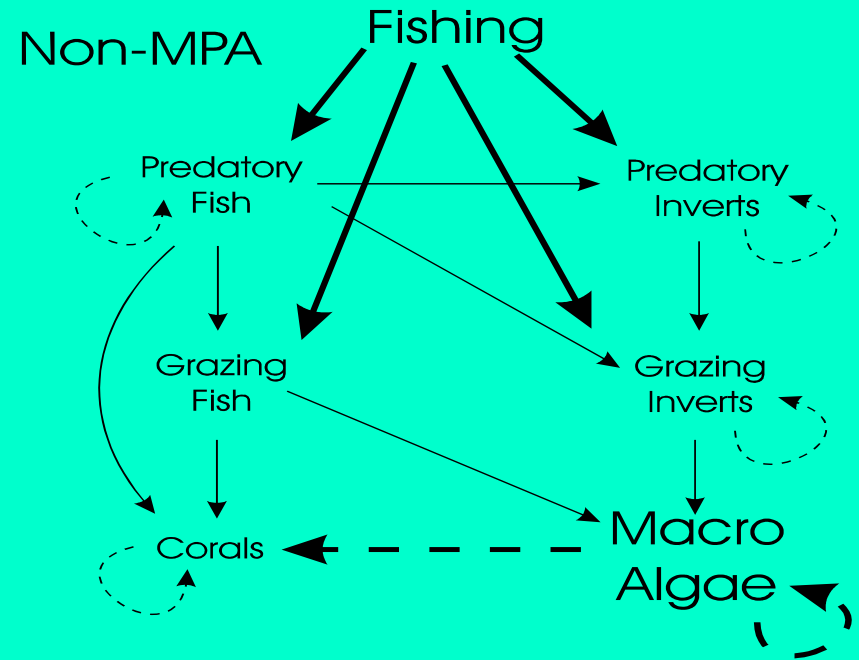 Non-MPA
Fishing
Predatory
Fish
Predatory
Inverts
Grazing
Fish
Grazing
Inverts
Corals
Macro
Algae